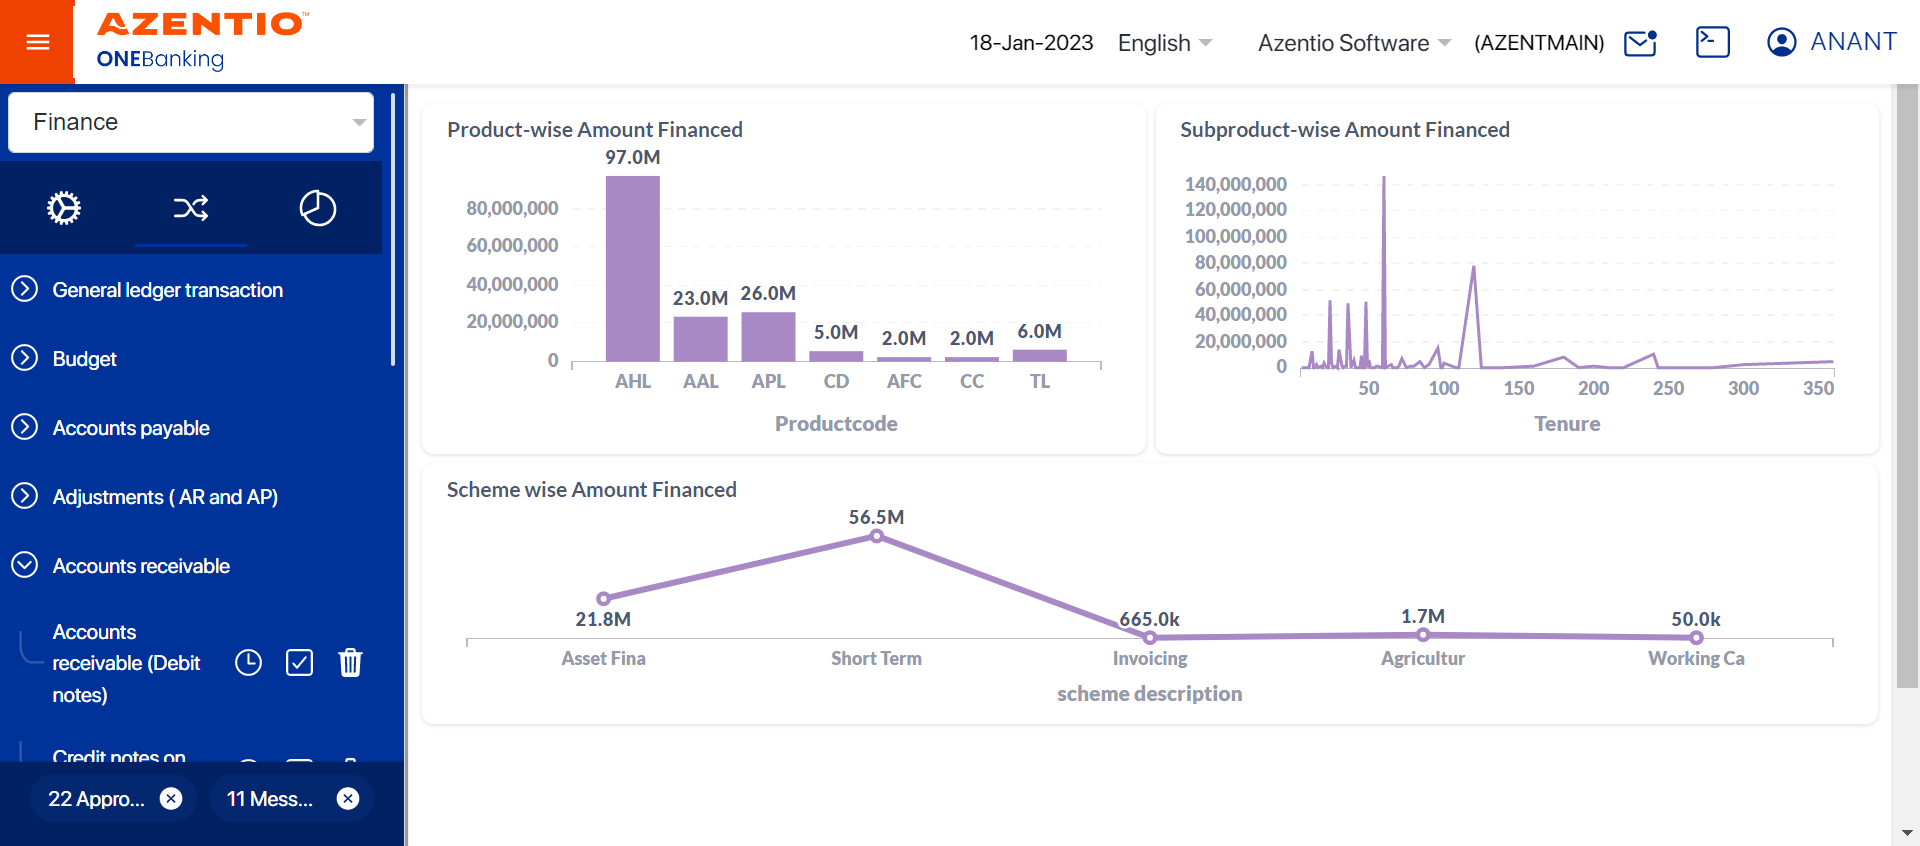 AZENTIO™
ONEBanking
18-Jan-2023
English
Azentio Software
(AZENTMAIN)
ANANT
Finance
General ledger transaction
Budget
Accounts payable
Adjustments ( AR and AP)
Accounts receivable
Accounts
receivable (Debit
notes)
Credit notes on
22 Appro...
11 Mess...
Product-wise Amount Financed
97.0M
80,000,000
60,000,000
40,000,000
20,000,000
0
23.0M
26.0M
5.0M
2.0M
2.0M
6.0M
AHL
AAL
APL
CD
AFC
CC
TL
Productcode
Subproduct-wise Amount Financed
140,000,000
120,000,000
100,000,000
80,000,000
60,000,000
40,000,000
20,000,000
0
50
100
150
200
250
300
350
Tenure
Scheme wise Amount Financed
56.5M
21.8M
665.0k
1.7M
50.0k
Asset Fina
Short Term
Invoicing
Agricultur
Working Ca
scheme description